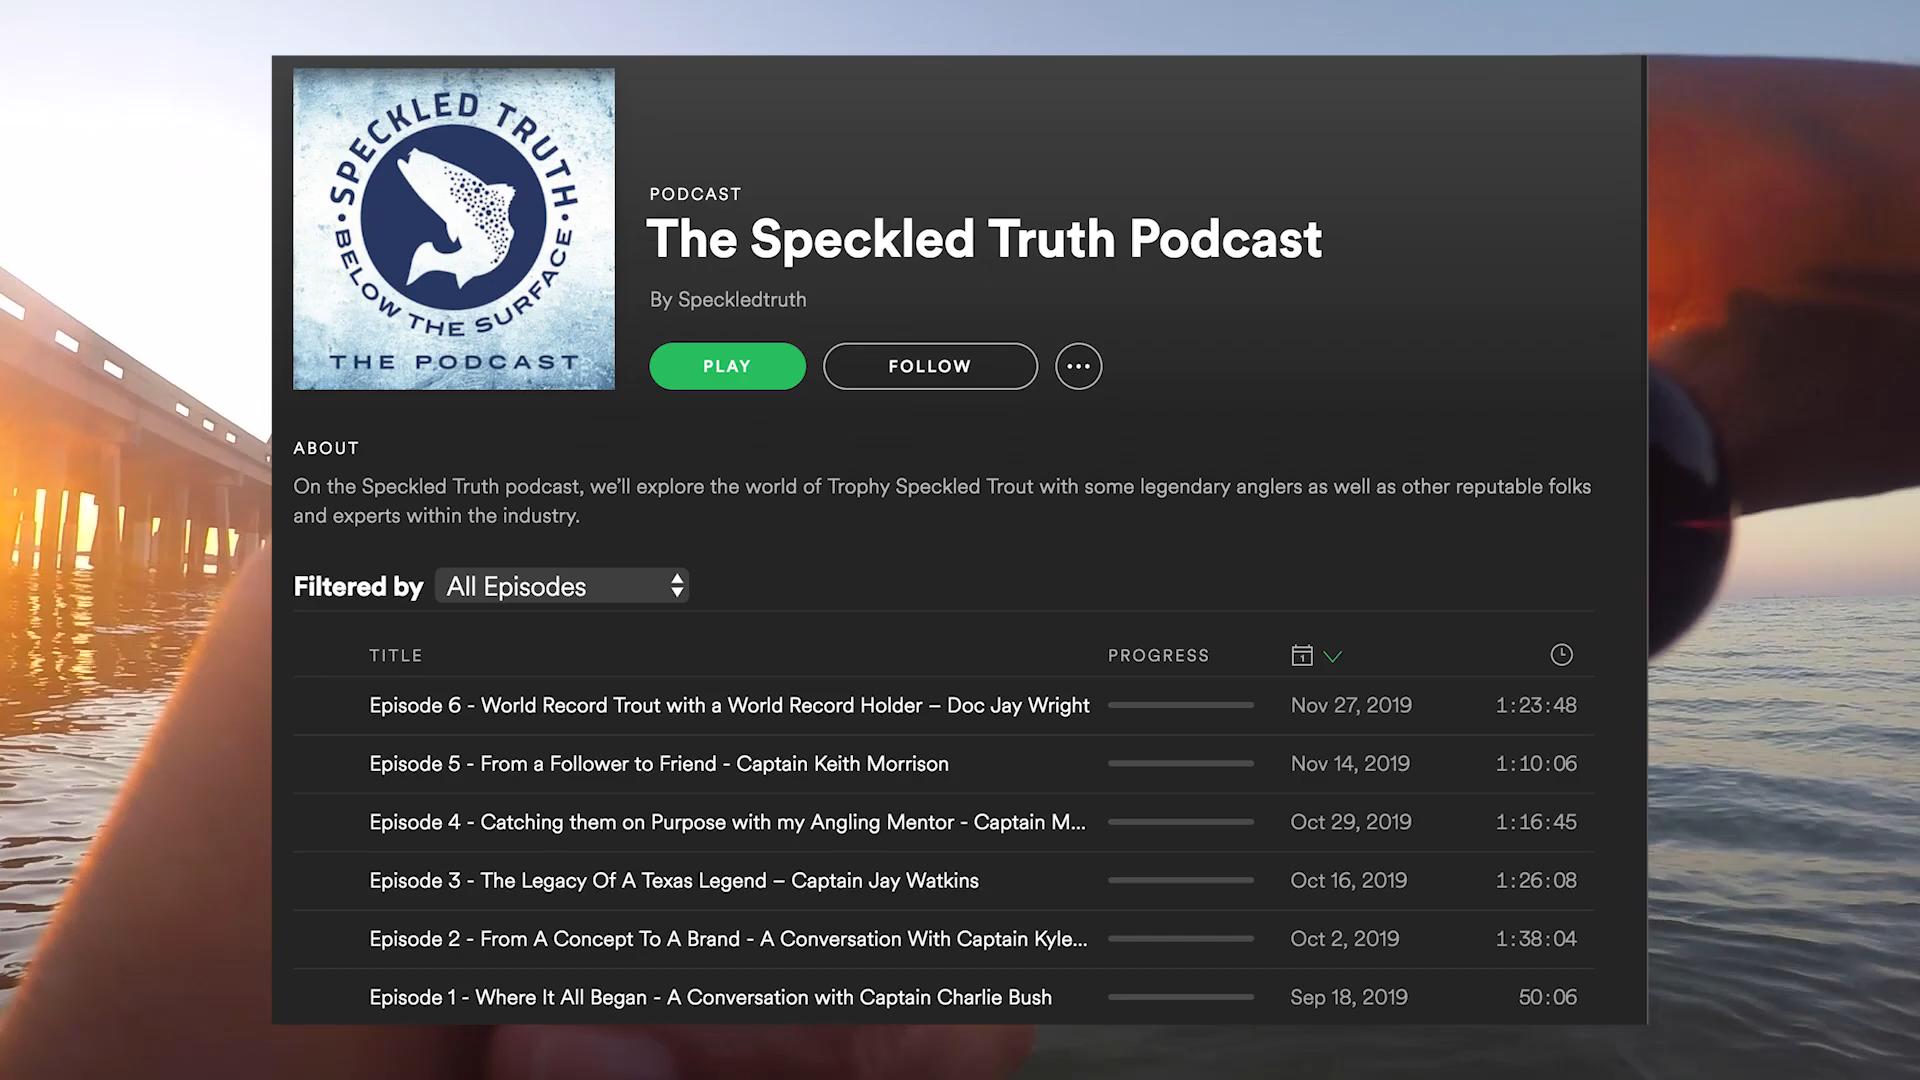 SPECKLED TRUTH
BELOW THE SURFACE
THE PODCAST
PODCAST
The Speckled Truth Podcast
By Speckledtruth
PLAY
FOLLOW
ABOUT
On the Speckled Truth podcast, we’ll explore the world of Trophy Speckled Trout with some legendary anglers as well as other reputable folks
and experts within the industry.
Filtered by All Episodes
TITLE PROGRESS
Episode 6 - World Record Trout with a World Record Holder – Doc Jay Wright Nov 27, 2019 1:23:48
Episode 5 - From a Follower to Friend - Captain Keith Morrison Nov 14, 2019 1:10:06
Episode 4 - Catching them on Purpose with my Angling Mentor - Captain M... Oct 29, 2019 1:16:45
Episode 3 - The Legacy Of A Texas Legend – Captain Jay Watkins Oct 16, 2019 1:26:08
Episode 2 - From A Concept To A Brand - A Conversation With Captain Kyle... Oct 2, 2019 1:38:04
Episode 1 - Where It All Began - A Conversation with Captain Charlie Bush Sep 18, 2019 50:06